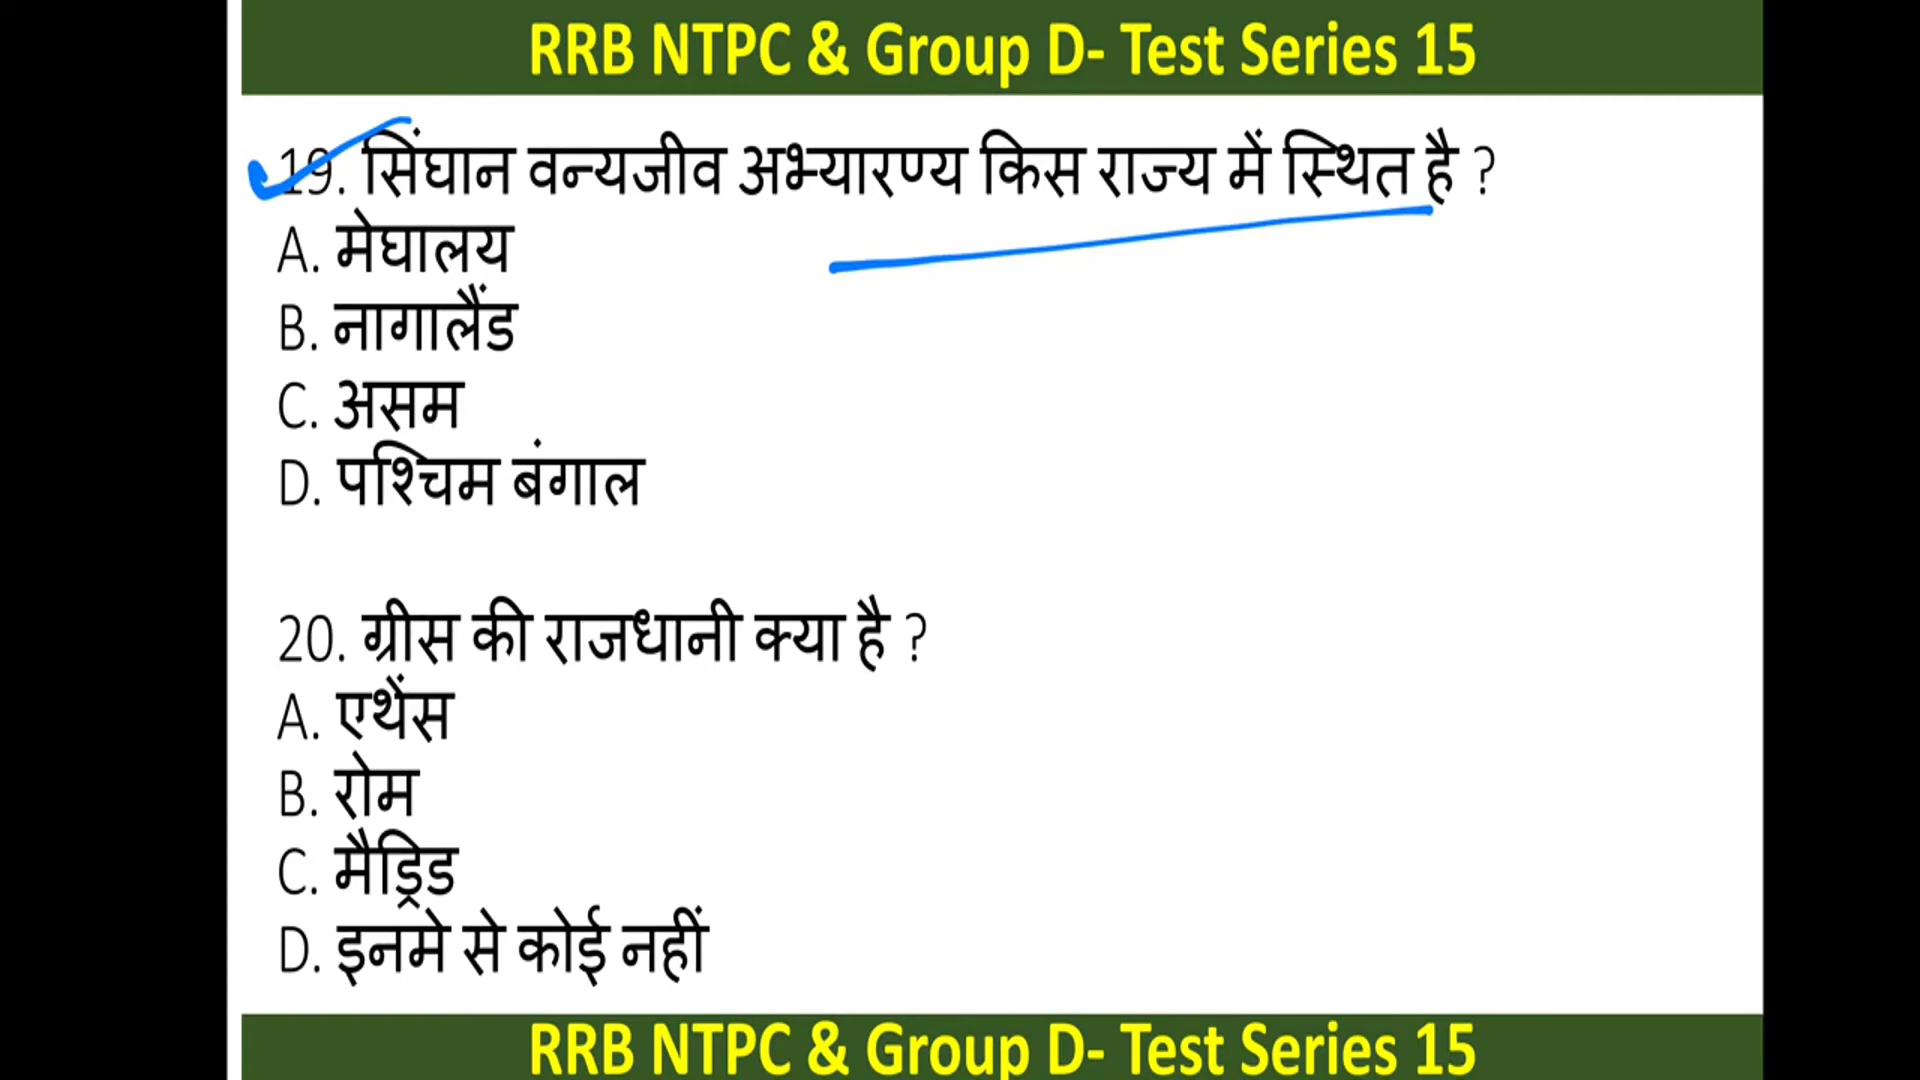 RRB NTPC & Group D- Test Series 15
19. सिंघान वन्यजीव अभ्यारण्य किस राज्य में स्थित है ?
A. मेघालय
B. नागालैंड
C. असम
D. पश्चिम बंगाल
20. ग्रीस की राजधानी क्या है ?
A. एथेंस
B. रोम
C. मैड्रिड
D. इनमे से कोई नहीं
RRB NTPC & Group D- Test Series 15